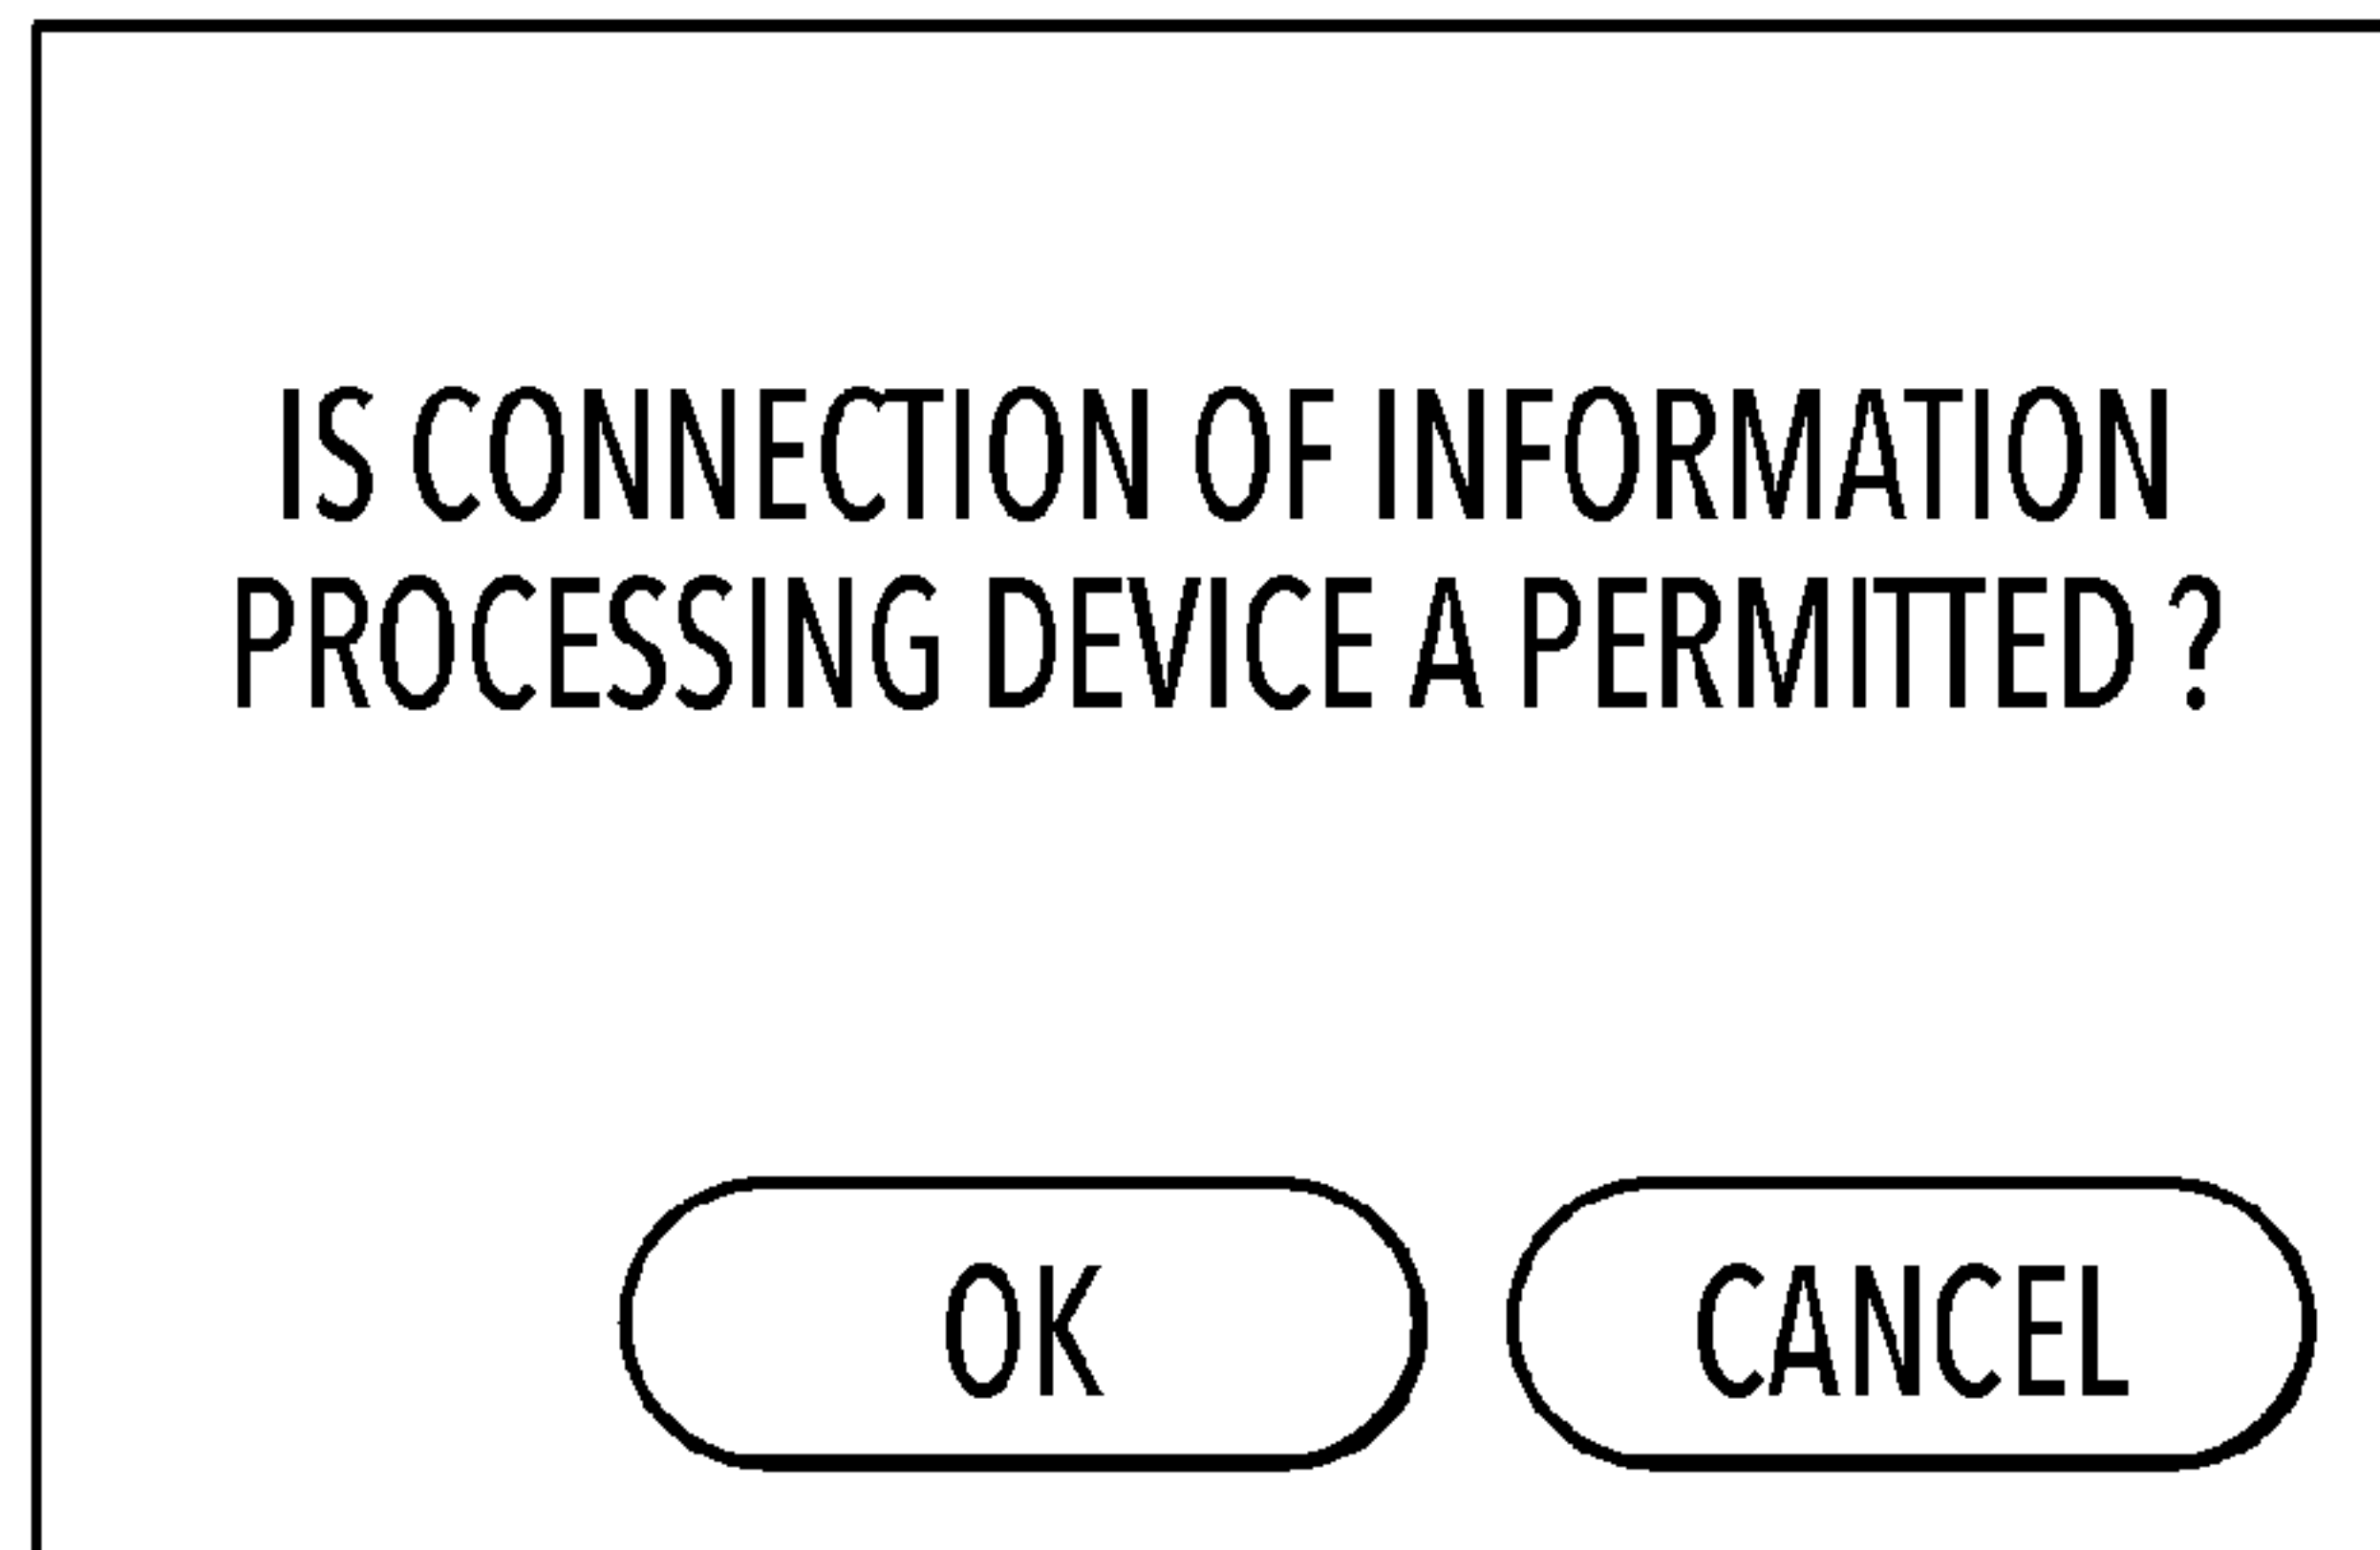 IS CONNECTION OF INFORMATION
PROCESSING DEVICE A PERMITTED ?
OK
CANCEL